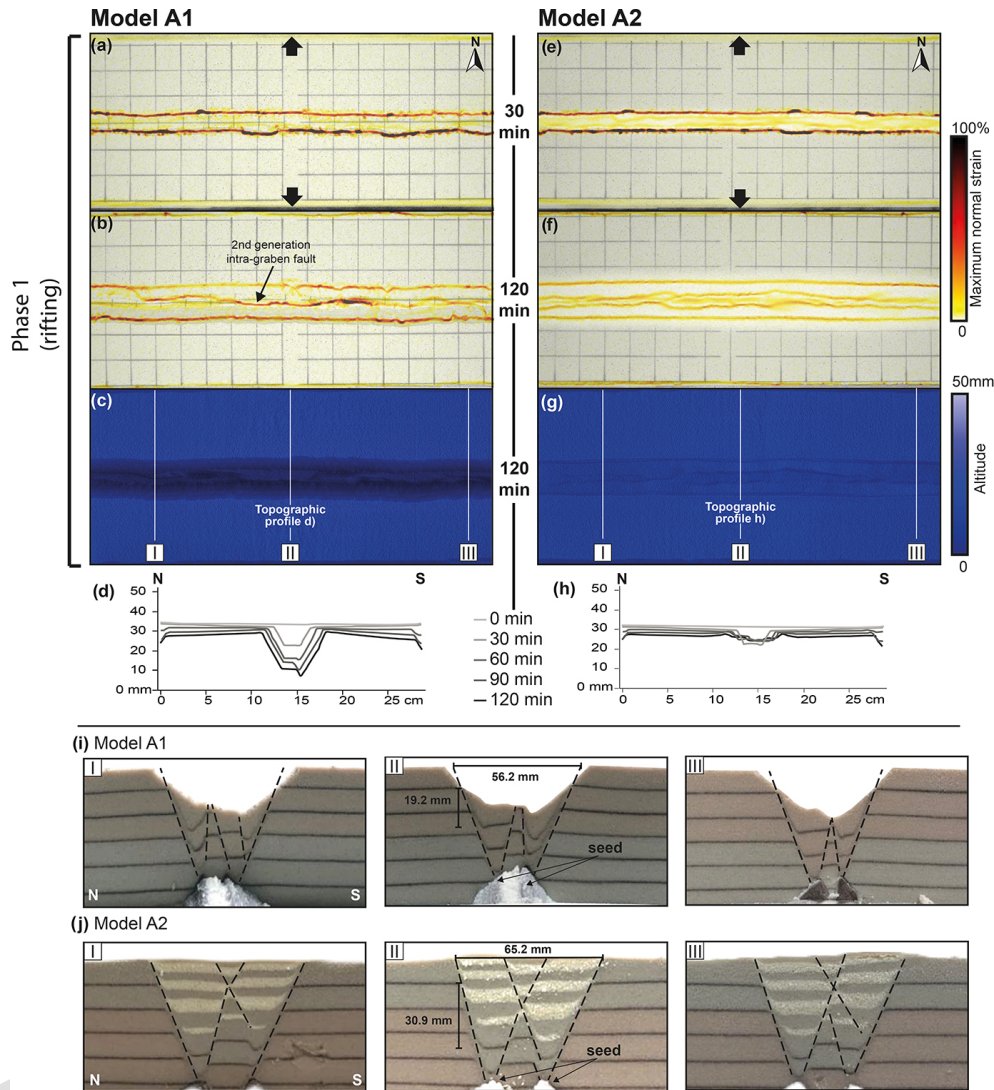 Model A1
Model A2
Phase 1
(rifting)
(a)
N
30
min
(e)
N
100%
Maximum normal strain
0
(b)
2nd generation
intra-graben fault
120
min
(f)
(c)
Topographic
profile d)
I
II
III
120
min
(g)
Topographic
profile h)
I
II
III
50mm
Altitude
0
(d)
N
S
50
40
30
20
10
0 mm
0
5
10
15
20
25 cm
0 min
30 min
60 min
90 min
120 min
(h)
N
S
50
40
30
20
10
0 mm
0
5
10
15
20
25 cm
(i) Model A1
I
N
S
II
56.2 mm
19.2 mm
seed
III
(j) Model A2
I
N
S
II
65.2 mm
30.9 mm
seed
III